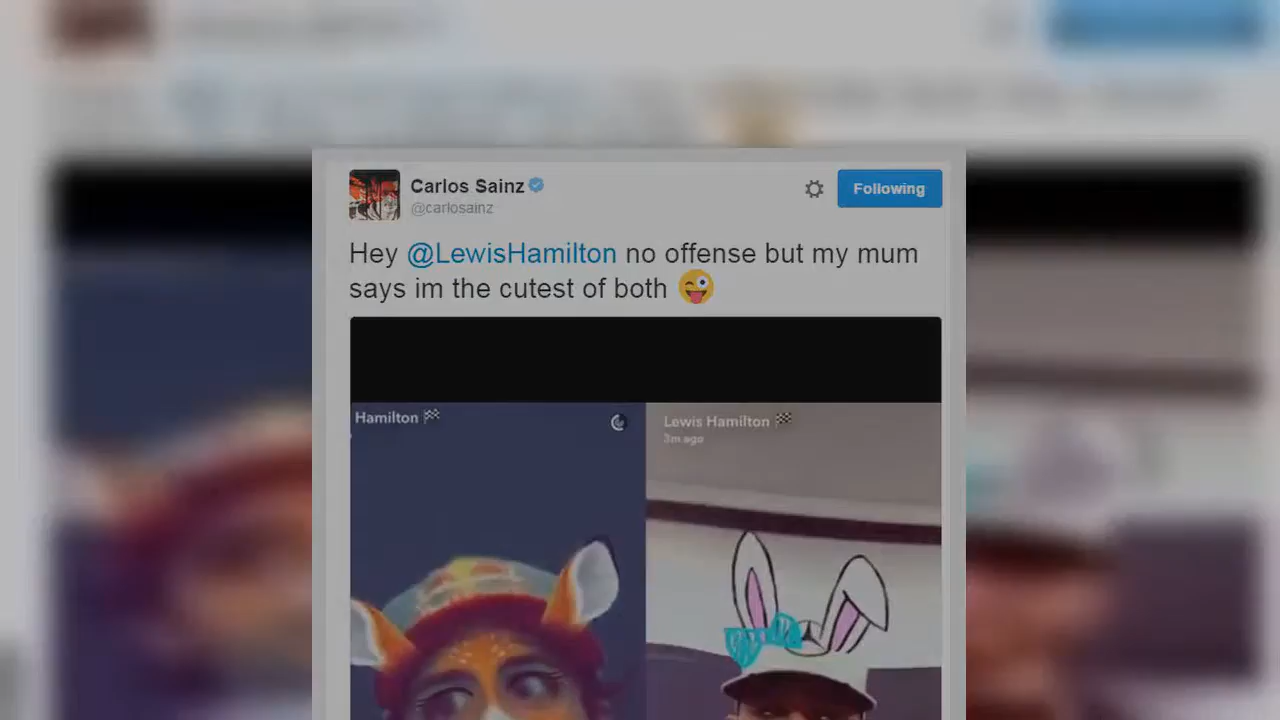 Carlos Sainz
@carlosainz
Following
Hey @LewisHamilton no offense but my mum
says im the cutest of both 😜
Hamilton 🏁
Lewis Hamilton 🏁
3m ago